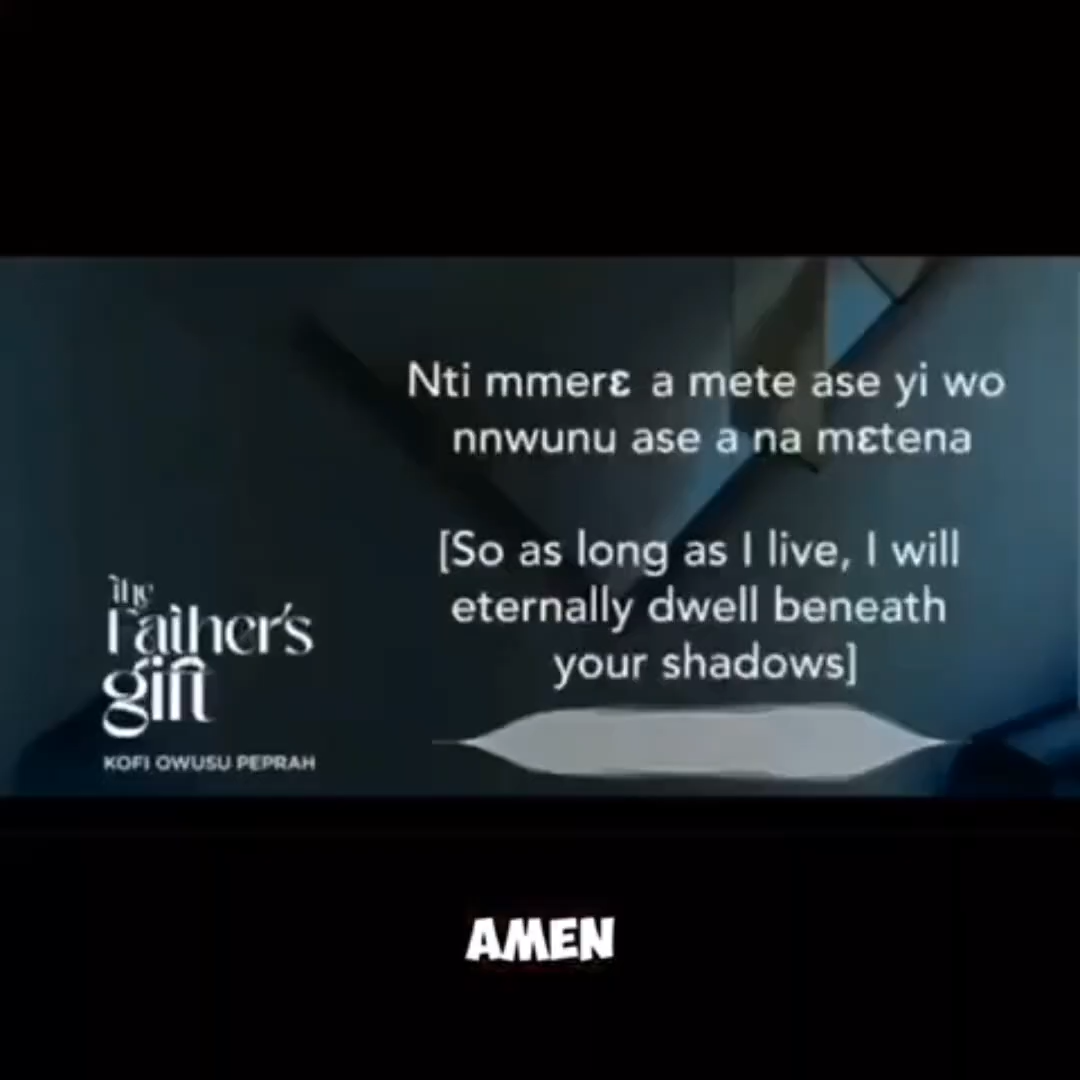 Nti mmerɛ a mete ase yi wo
nnwunu ase a na mɛtena
[So as long as I live, I will
eternally dwell beneath
your shadows]
the
Father's
gift
KOFI OWUSU PEPRAH
AMEN